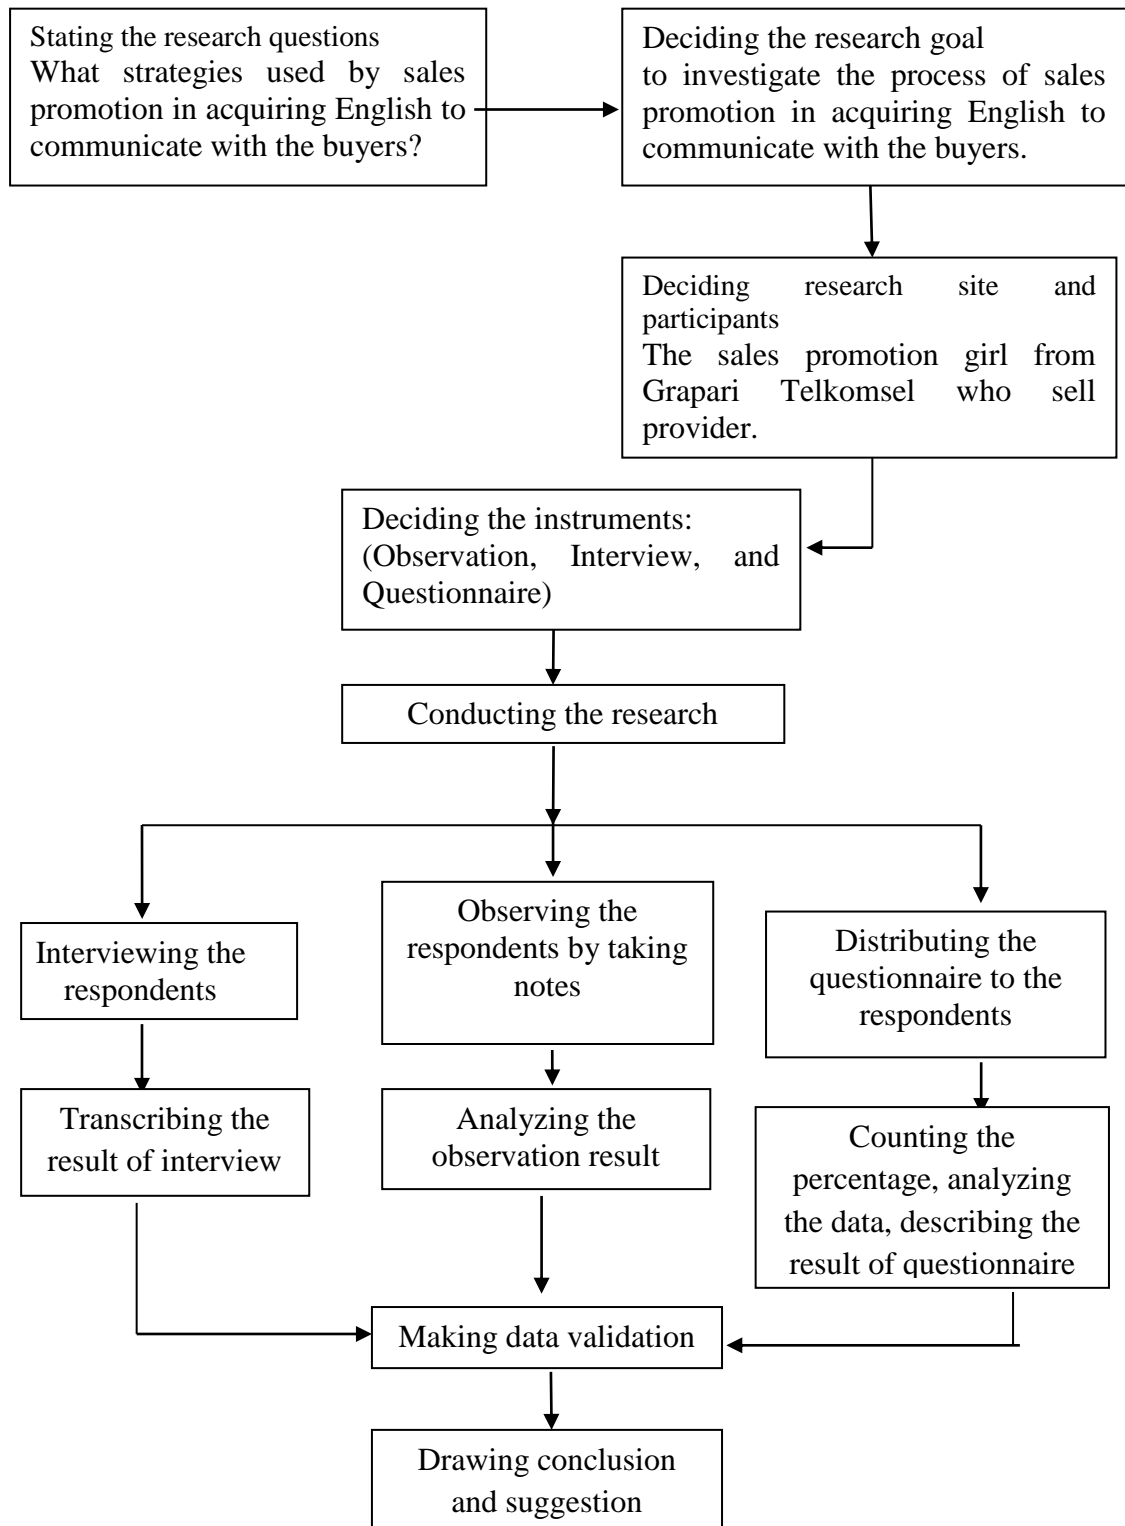 Stating the research questions
What strategies used by sales
promotion in acquiring English to
communicate with the buyers?
Deciding the research goal
to investigate the process of sales
promotion in acquiring English to
communicate with the buyers.
Deciding research site and
participants
The sales promotion girl from
Grapari Telkomsel who sell
provider.
Deciding the instruments:
(Observation, Interview, and
Questionnaire)
Conducting the research
Interviewing the
respondents
Observing the
respondents by taking
notes
Distributing the
questionnaire to the
respondents
Transcribing the
result of interview
Analyzing the
observation result
Counting the
percentage, analyzing
the data, describing the
result of questionnaire
Making data validation
Drawing conclusion
and suggestion